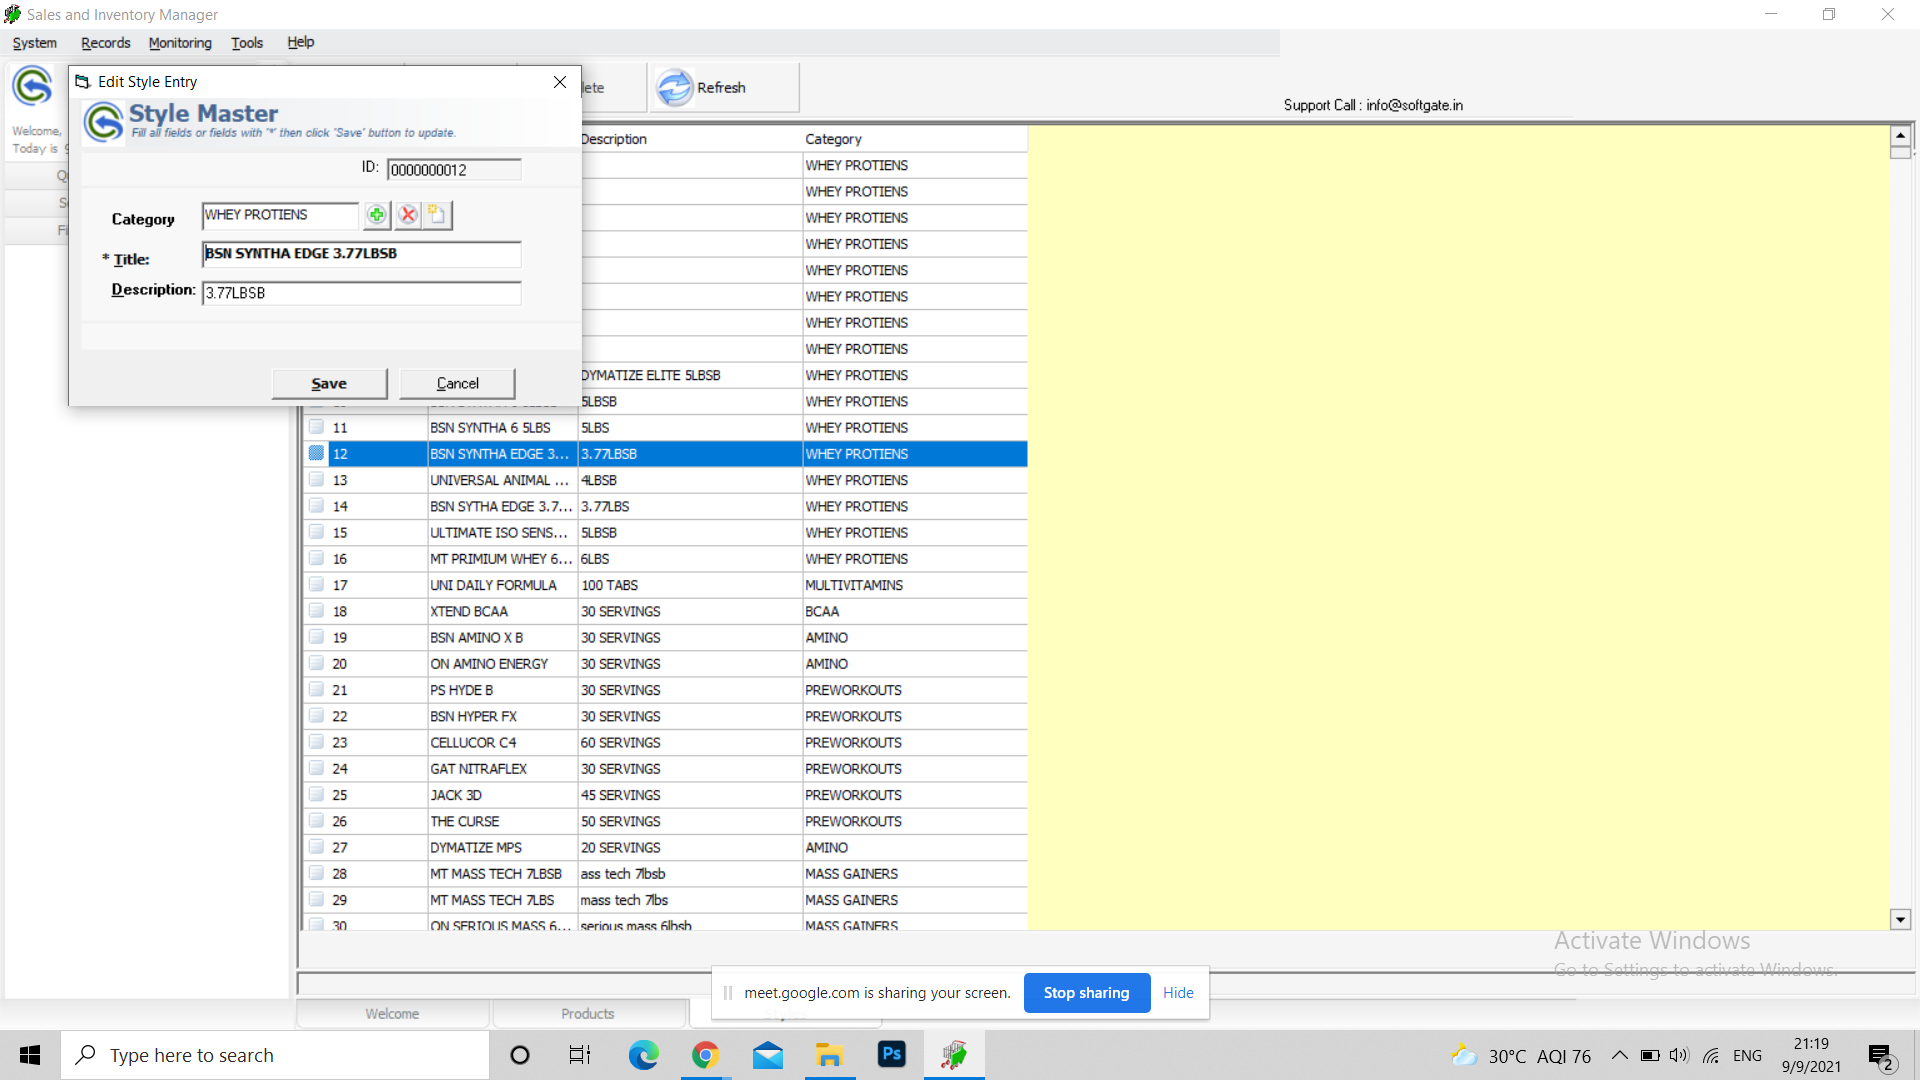 Sales and Inventory Manager
System Records Monitoring Tools Help
Edit Style Entry
Refresh
Support Call : info@softgate.in
Welcome,
Today is
Style Master
Fill all fields or fields with '*' then click 'Save' button to update.
ID: 0000000012
Category WHEY PROTIENS
* Title: BSN SYNTHA EDGE 3.77LBSB
Description: 3.77LBSB
Save Cancel
Description Category
WHEY PROTIENS
WHEY PROTIENS
WHEY PROTIENS
WHEY PROTIENS
WHEY PROTIENS
WHEY PROTIENS
WHEY PROTIENS
WHEY PROTIENS
DYMATIZE ELITE 5LBSB WHEY PROTIENS
5LBSB WHEY PROTIENS
11 BSN SYNTHA 6 5LBS 5LBS WHEY PROTIENS
12 BSN SYNTHA EDGE 3... 3.77LBSB WHEY PROTIENS
13 UNIVERSAL ANIMAL ... 4LBSB WHEY PROTIENS
14 BSN SYTHA EDGE 3.7... 3.77LBS WHEY PROTIENS
15 ULTIMATE ISO SENS... 5LBSB WHEY PROTIENS
16 MT PRIMIUM WHEY 6... 6LBS WHEY PROTIENS
17 UNI DAILY FORMULA 100 TABS MULTIVITAMINS
18 XTEND BCAA 30 SERVINGS BCAA
19 BSN AMINO X B 30 SERVINGS AMINO
20 ON AMINO ENERGY 30 SERVINGS AMINO
21 PS HYDE B 30 SERVINGS PREWORKOUTS
22 BSN HYPER FX 30 SERVINGS PREWORKOUTS
23 CELLUCOR C4 60 SERVINGS PREWORKOUTS
24 GAT NITRAFLEX 30 SERVINGS PREWORKOUTS
25 JACK 3D 45 SERVINGS PREWORKOUTS
26 THE CURSE 50 SERVINGS PREWORKOUTS
27 DYMATIZE MPS 20 SERVINGS AMINO
28 MT MASS TECH 7LBSB ass tech 7lbsb MASS GAINERS
29 MT MASS TECH 7LBS mass tech 7lbs MASS GAINERS
30 ON SERIOUS MASS 6... serious mass 6lbsb MASS GAINERS
Activate Windows
Go to Settings to activate Windows.
meet.google.com is sharing your screen. Stop sharing Hide
Welcome Products
Type here to search
Ps
30°C AQI 76 ENG
21:19
9/9/2021
2